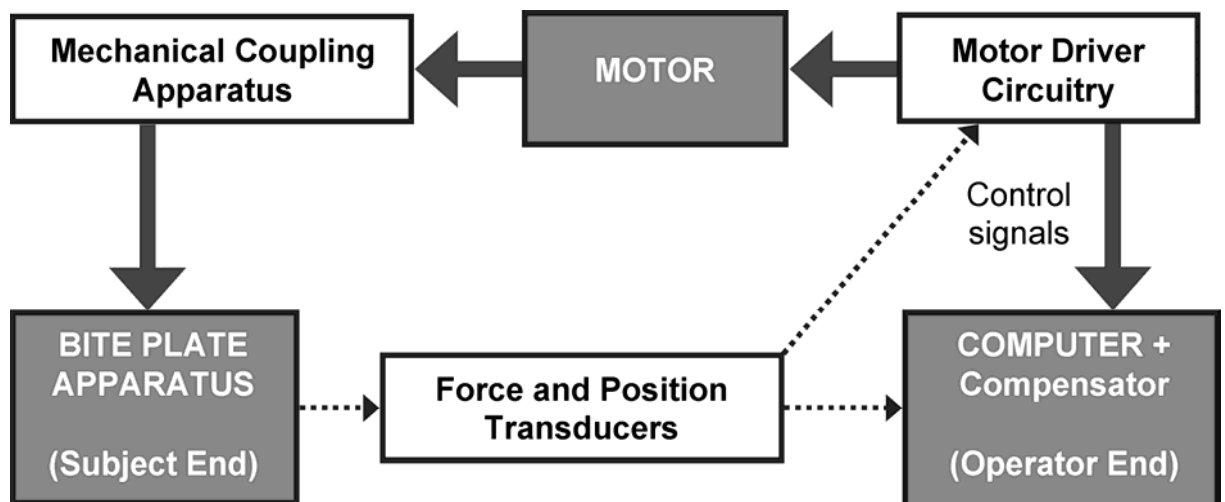 Mechanical Coupling
Apparatus
MOTOR
Motor Driver
Circuitry
Control
signals
BITE PLATE
APPARATUS
(Subject End)
Force and Position
Transducers
COMPUTER +
Compensator
(Operator End)